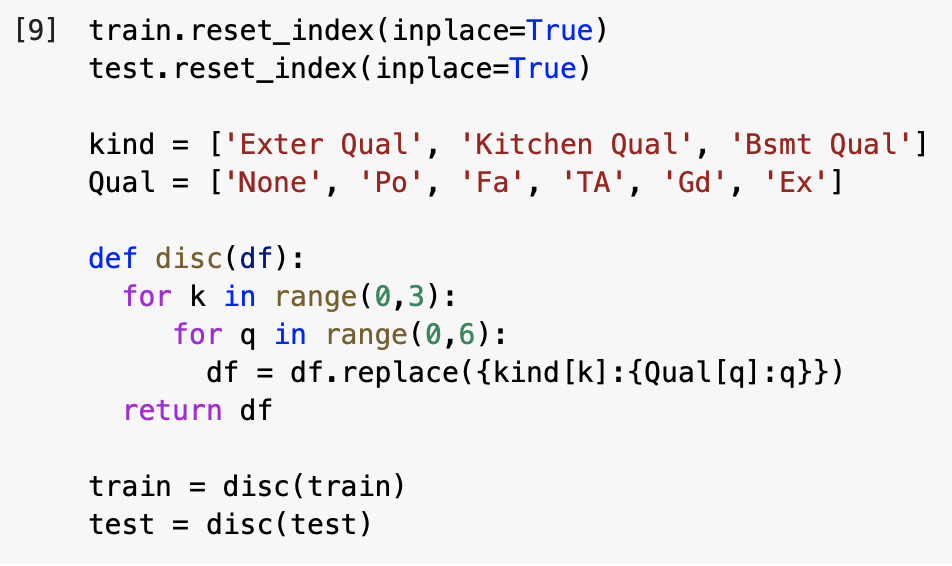 [9] train.reset_index(inplace=True)
test.reset_index(inplace=True)
kind = ['Exter Qual', 'Kitchen Qual', 'Bsmt Qual']
Qual = ['None', 'Po', 'Fa', 'TA', 'Gd', 'Ex']
def disc(df):
  for k in range(0,3):
     for q in range(0,6):
       df = df.replace({kind[k]:{Qual[q]:q}})
  return df
train = disc(train)
test = disc(test)